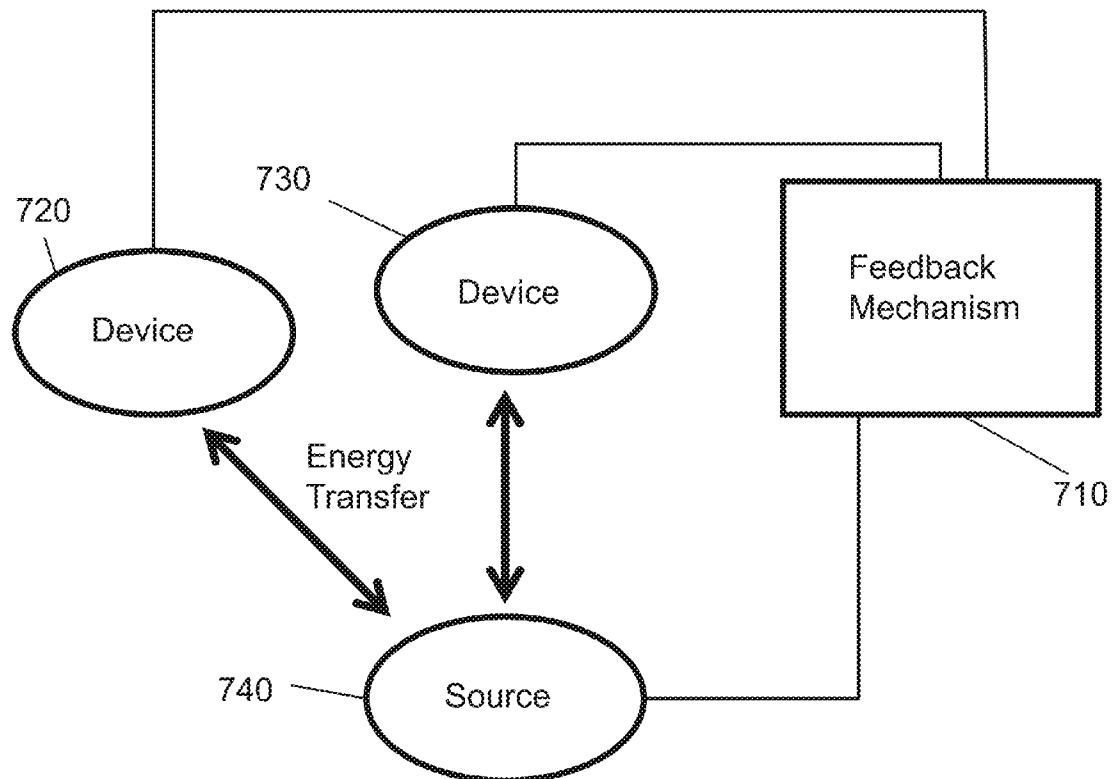 730
720
Feedback
Mechanism
Device
Device
Energy
Transfer
710
740
Source